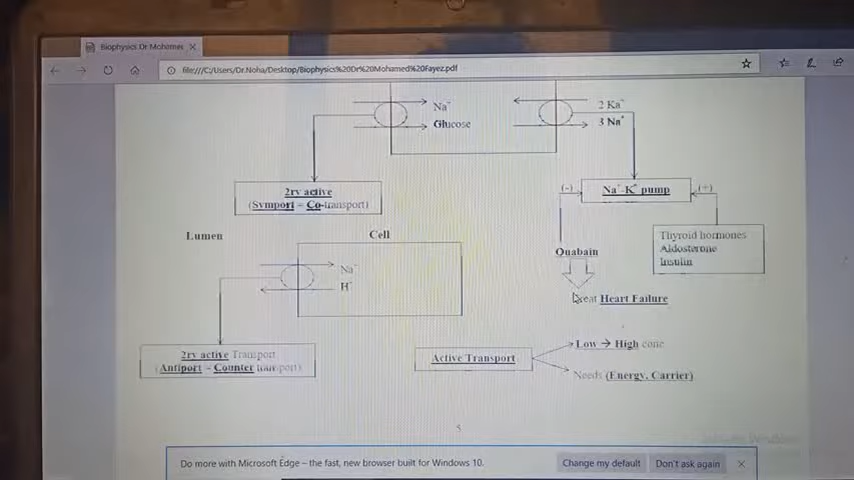 Biophysics Dr Mohamed
file:///C:/Users/Dr.Noha/Desktop/Biophysics%20Dr%20Mohamed%20Fayez.pdf
Na⁺
Glucose
2 Ka⁺
3 Na⁺
2ry active
(Symport = Co-transport)
(-)
Na⁺-K⁺ pump
(+)
Thyroid hormones
Aldosterone
Insulin
Lumen
Cell
Ouabain
Na⁺
H⁺
Treat Heart Failure
2ry active Transport
(Antiport = Counter transport)
Active Transport
Low → High conc
Needs (Energy, Carrier)
5
Do more with Microsoft Edge – the fast, new browser built for Windows 10.
Change my default
Don't ask again